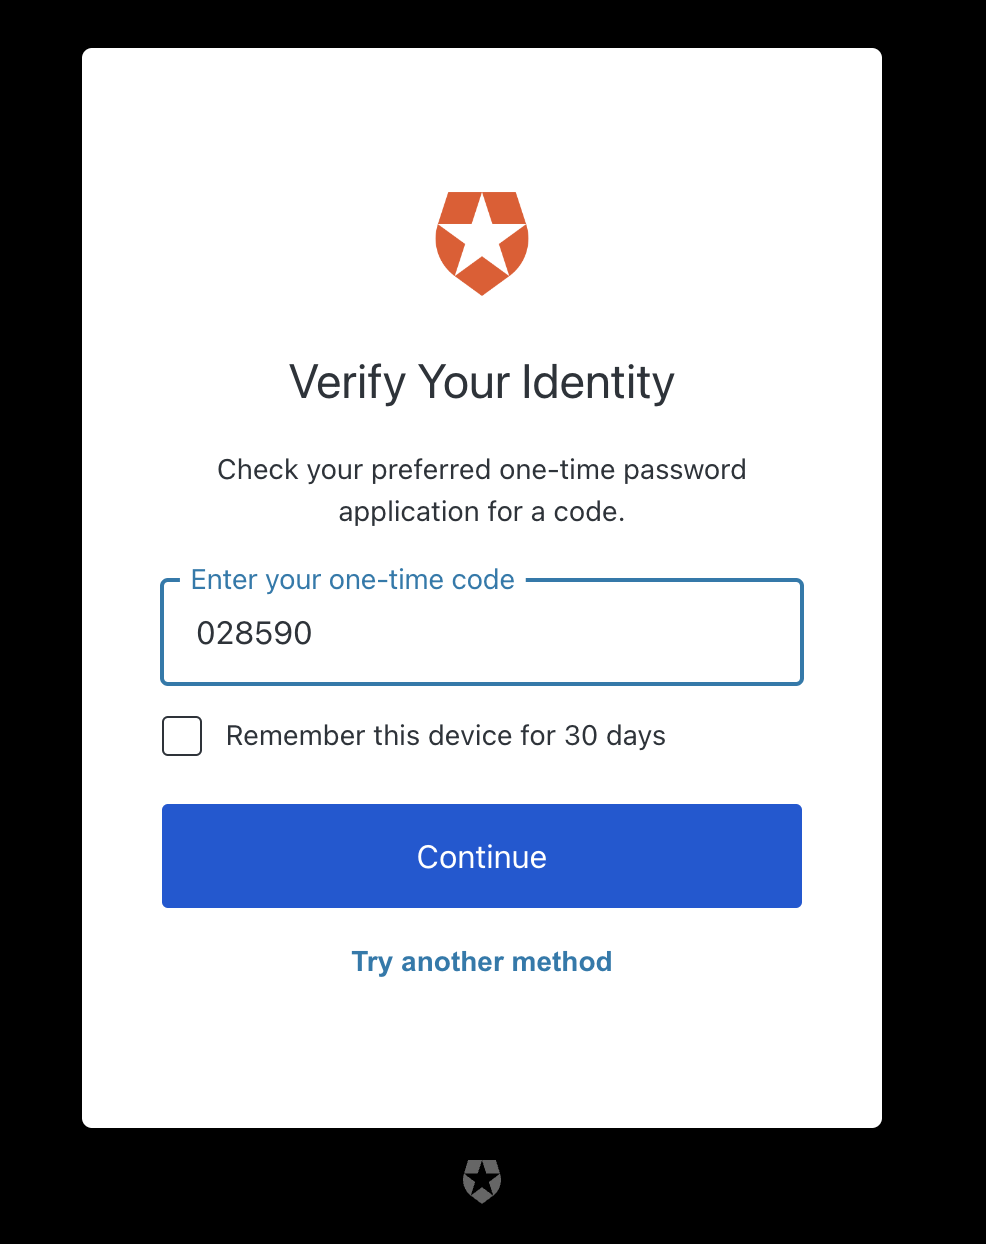 Verify Your Identity
Check your preferred one-time password
application for a code.
Enter your one-time code
028590
Remember this device for 30 days
Continue
Try another method